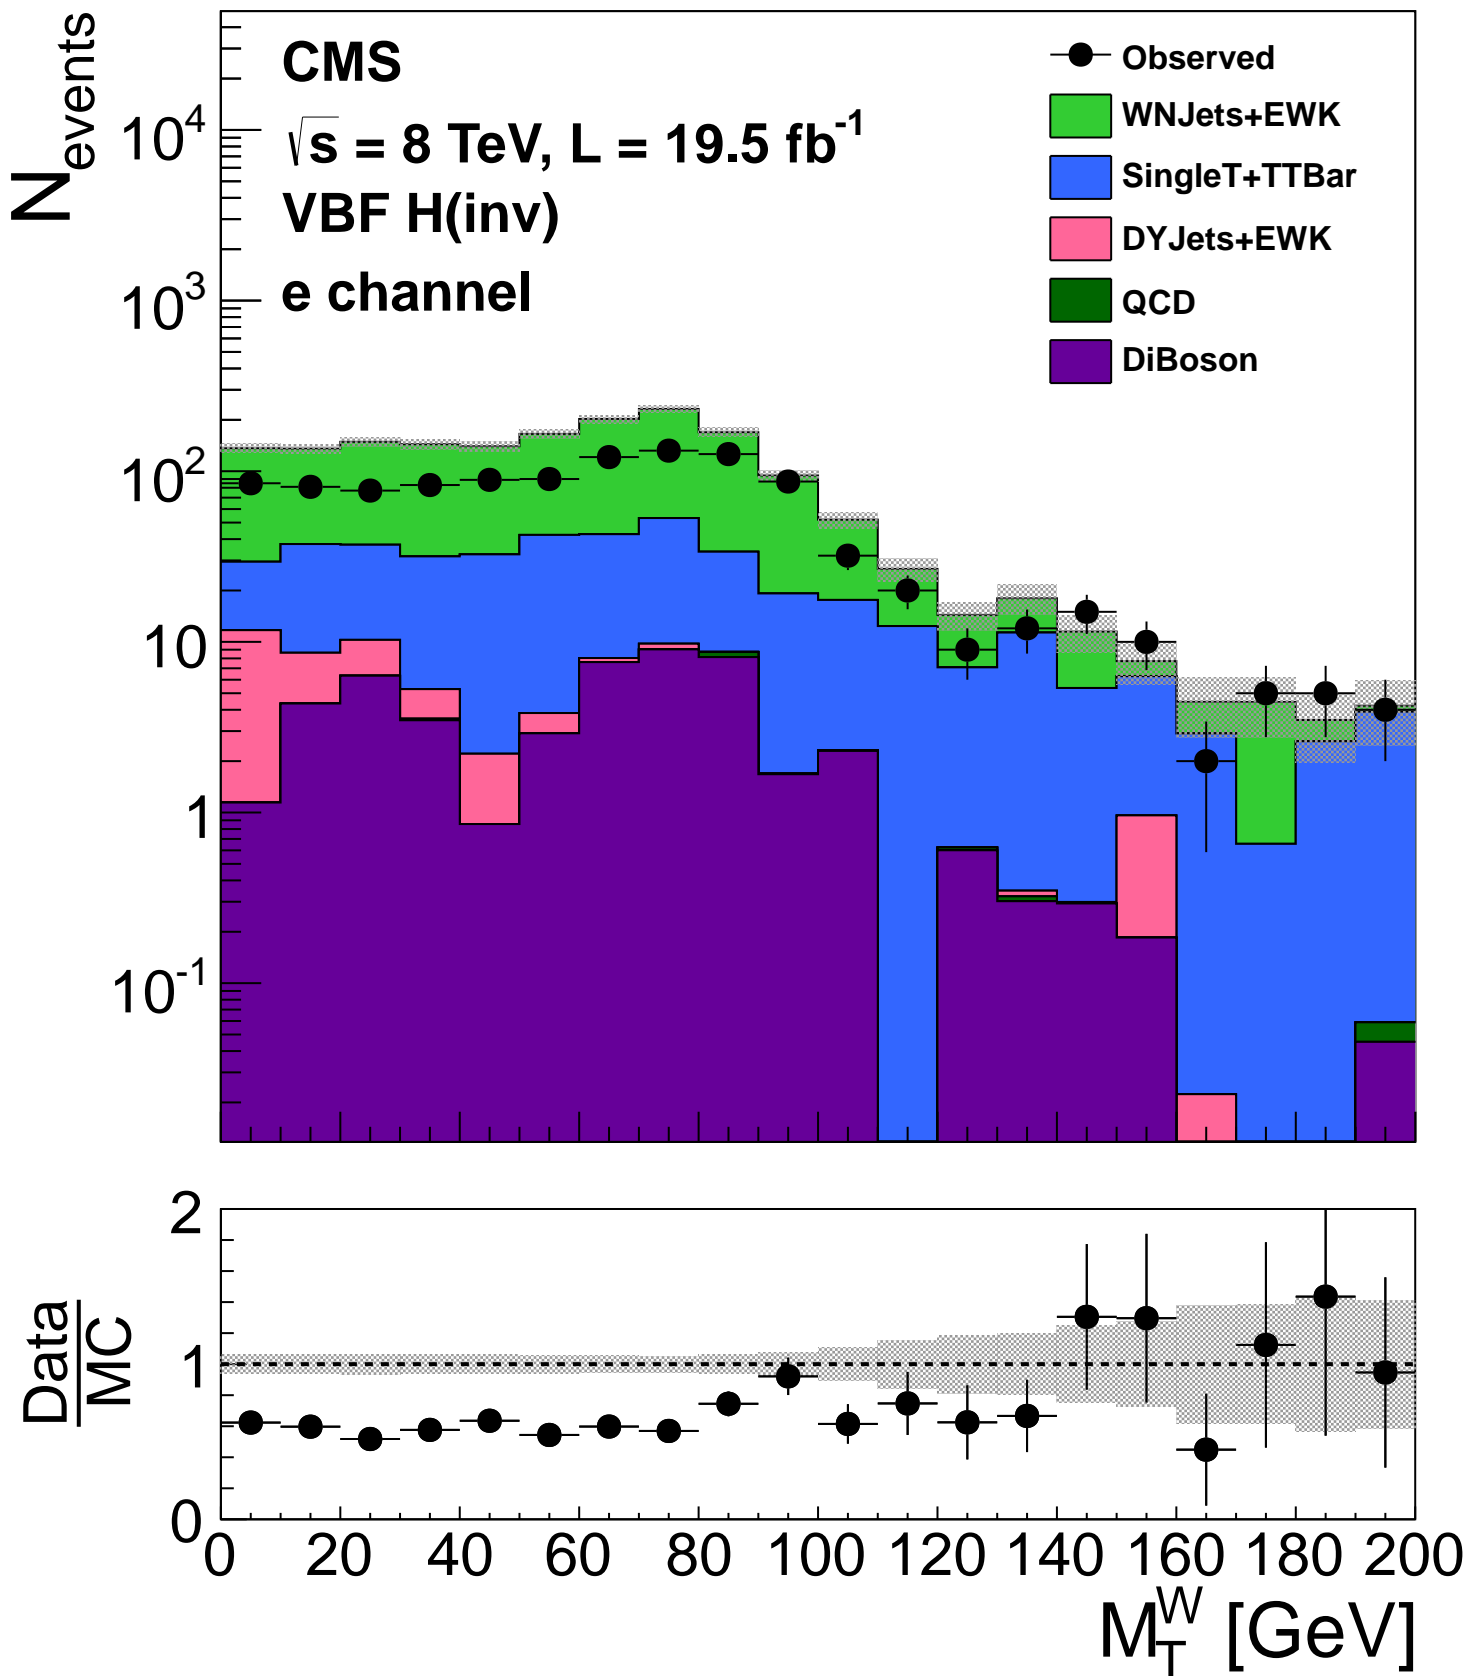 N_events
CMS
√s = 8 TeV, L = 19.5 fb^-1
VBF H(inv)
e channel
Observed
WNJets+EWK
SingleT+TTBar
DYJets+EWK
QCD
DiBoson
10^4
10^3
10^2
10
1
10^-1
Data
MC
2
1
0
0 20 40 60 80 100 120 140 160 180 200
M_T^W [GeV]